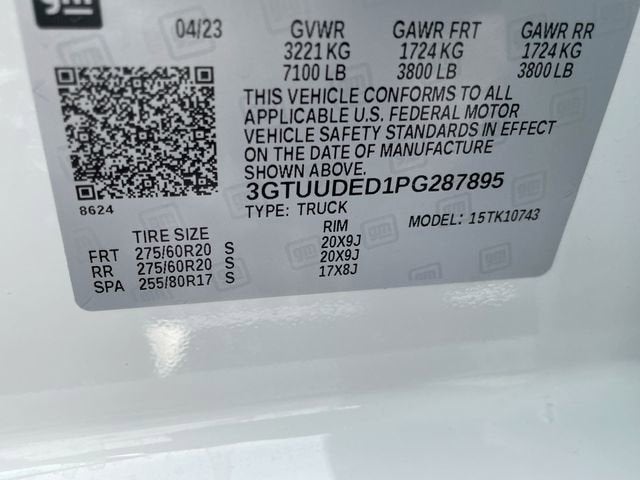 gm
04/23 GVWR GAWR FRT GAWR RR
3221 KG 1724 KG 1724 KG
7100 LB 3800 LB 3800 LB
THIS VEHICLE CONFORMS TO ALL
APPLICABLE U.S. FEDERAL MOTOR
VEHICLE SAFETY STANDARDS IN EFFECT
ON THE DATE OF MANUFACTURE
SHOWN ABOVE.
3GTUUDED1PG287895
8624
TYPE: TRUCK MODEL: 15TK10743
TIRE SIZE RIM
FRT 275/60R20 S 20X9J
RR 275/60R20 S 20X9J
SPA 255/80R17 S 17X8J